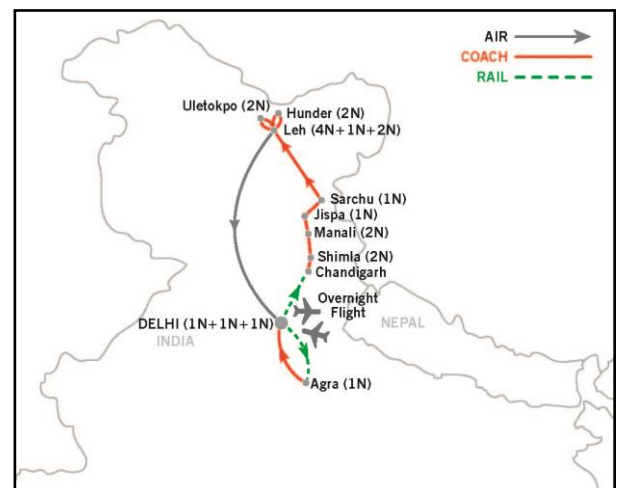 AIR
COACH
RAIL
Uletokpo (2N)
Hunder (2N)
Leh (4N+1N+2N)
Sarchu (1N)
Jispa (1N)
Manali (2N)
Shimla (2N)
Chandigarh
Overnight
Flight
DELHI (1N+1N+1N)
INDIA
NEPAL
Agra (1N)